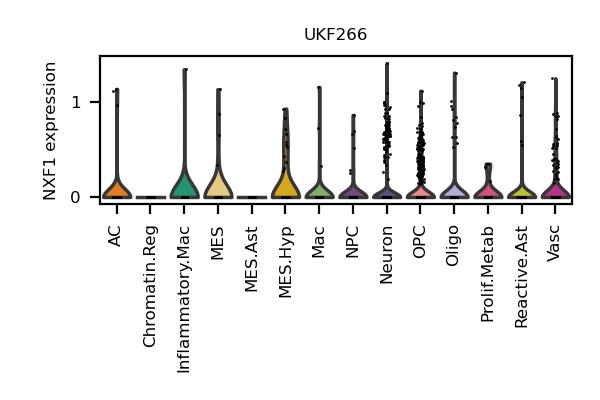 UKF266
NXF1 expression
1
0
AC
Chromatin.Reg
Inflammatory.Mac
MES
MES.Ast
MES.Hyp
Mac
NPC
Neuron
OPC
Oligo
Prolif.Metab
Reactive.Ast
Vasc